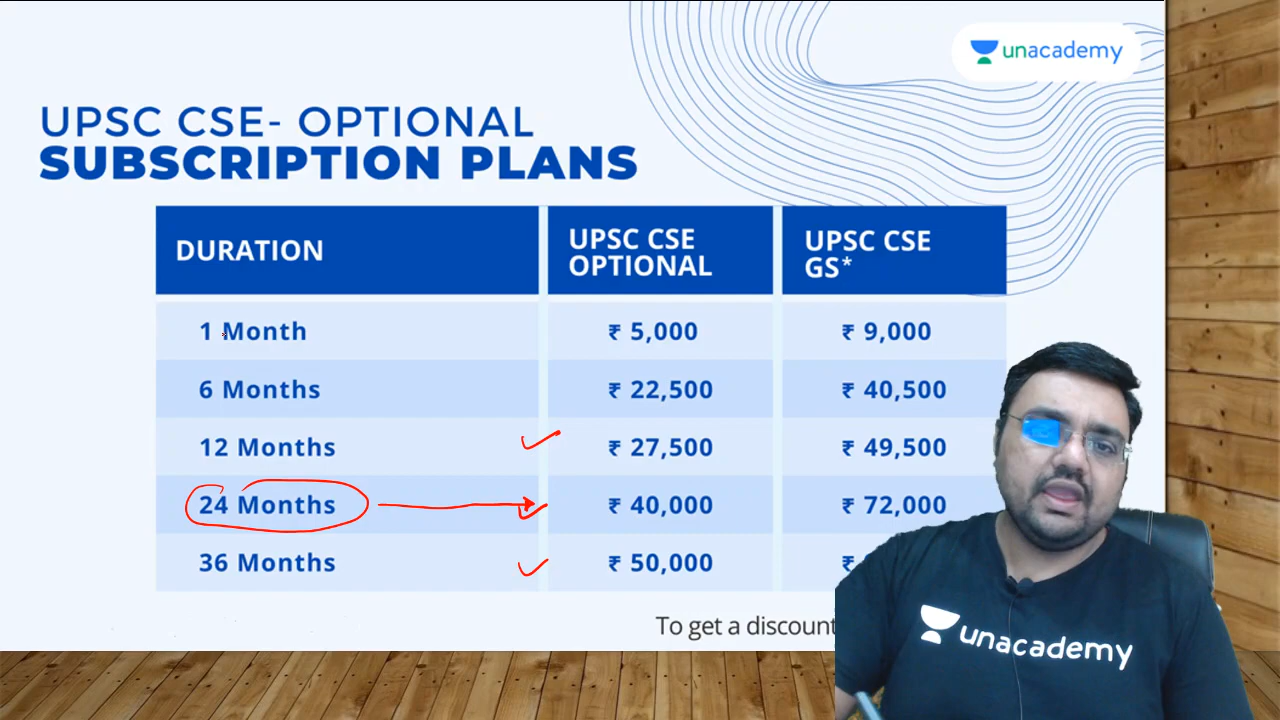 unacademy
UPSC CSE- OPTIONAL
SUBSCRIPTION PLANS
DURATION
UPSC CSE
OPTIONAL
UPSC CSE
GS*
1 Month ₹ 5,000 ₹ 9,000
6 Months ₹ 22,500 ₹ 40,500
12 Months ₹ 27,500 ₹ 49,500
24 Months ₹ 40,000 ₹ 72,000
36 Months ₹ 50,000 ₹
To get a discount
unacademy